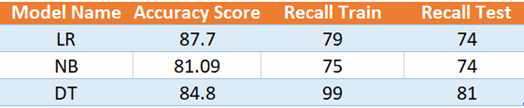 Model Name Accuracy Score Recall Train Recall Test
LR 87.7 79 74
NB 81.09 75 74
DT 84.8 99 81